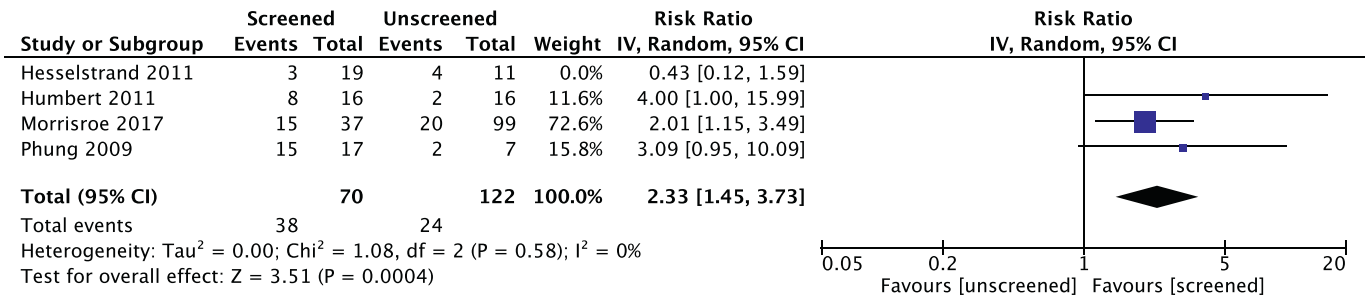 Screened Unscreened Risk Ratio Risk Ratio
Study or Subgroup Events Total Events Total Weight IV, Random, 95% CI IV, Random, 95% CI
Hesselstrand 2011 3 19 4 11 0.0% 0.43 [0.12, 1.59]
Humbert 2011 8 16 2 16 11.6% 4.00 [1.00, 15.99]
Morrisroe 2017 15 37 20 99 72.6% 2.01 [1.15, 3.49]
Phung 2009 15 17 2 7 15.8% 3.09 [0.95, 10.09]
Total (95% CI) 70 122 100.0% 2.33 [1.45, 3.73]
Total events 38 24
Heterogeneity: Tau² = 0.00; Chi² = 1.08, df = 2 (P = 0.58); I² = 0%
Test for overall effect: Z = 3.51 (P = 0.0004)
0.05 0.2 1 5 20
Favours [unscreened] Favours [screened]